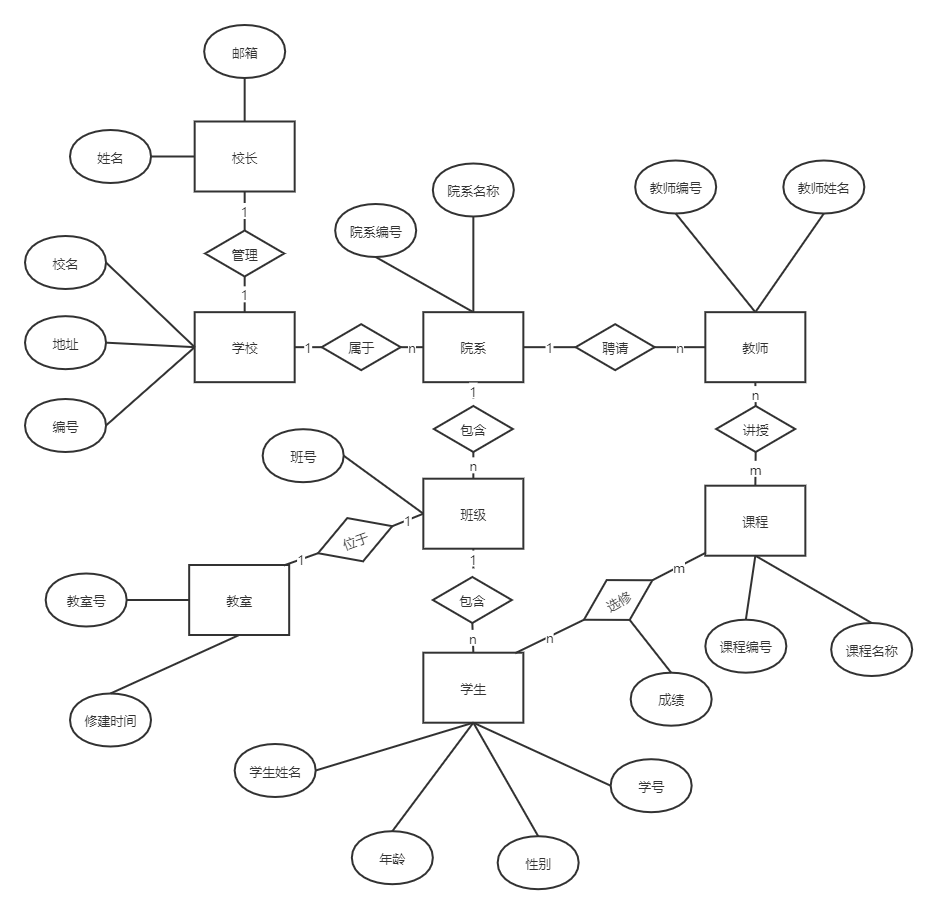 邮箱
姓名
校长
1
管理
1
校名
地址
编号
学校
1
属于
n
院系编号
院系名称
院系
1
聘请
n
教师编号
教师姓名
教师
n
讲授
m
课程
课程编号
课程名称
1
包含
n
班号
班级
1
位于
1
教室
教室号
修建时间
1
包含
n
m
选修
n
成绩
学生
学生姓名
年龄
性别
学号